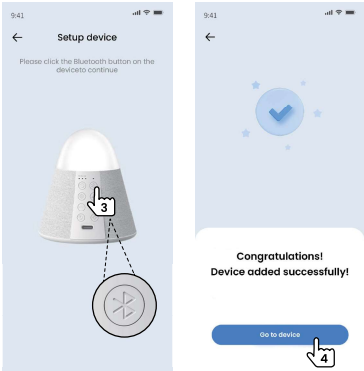 9:41
Setup device
Please click the Bluetooth button on the
deviceto continue
3
9:41
Congratulations!
Device added successfully!
Go to device
4